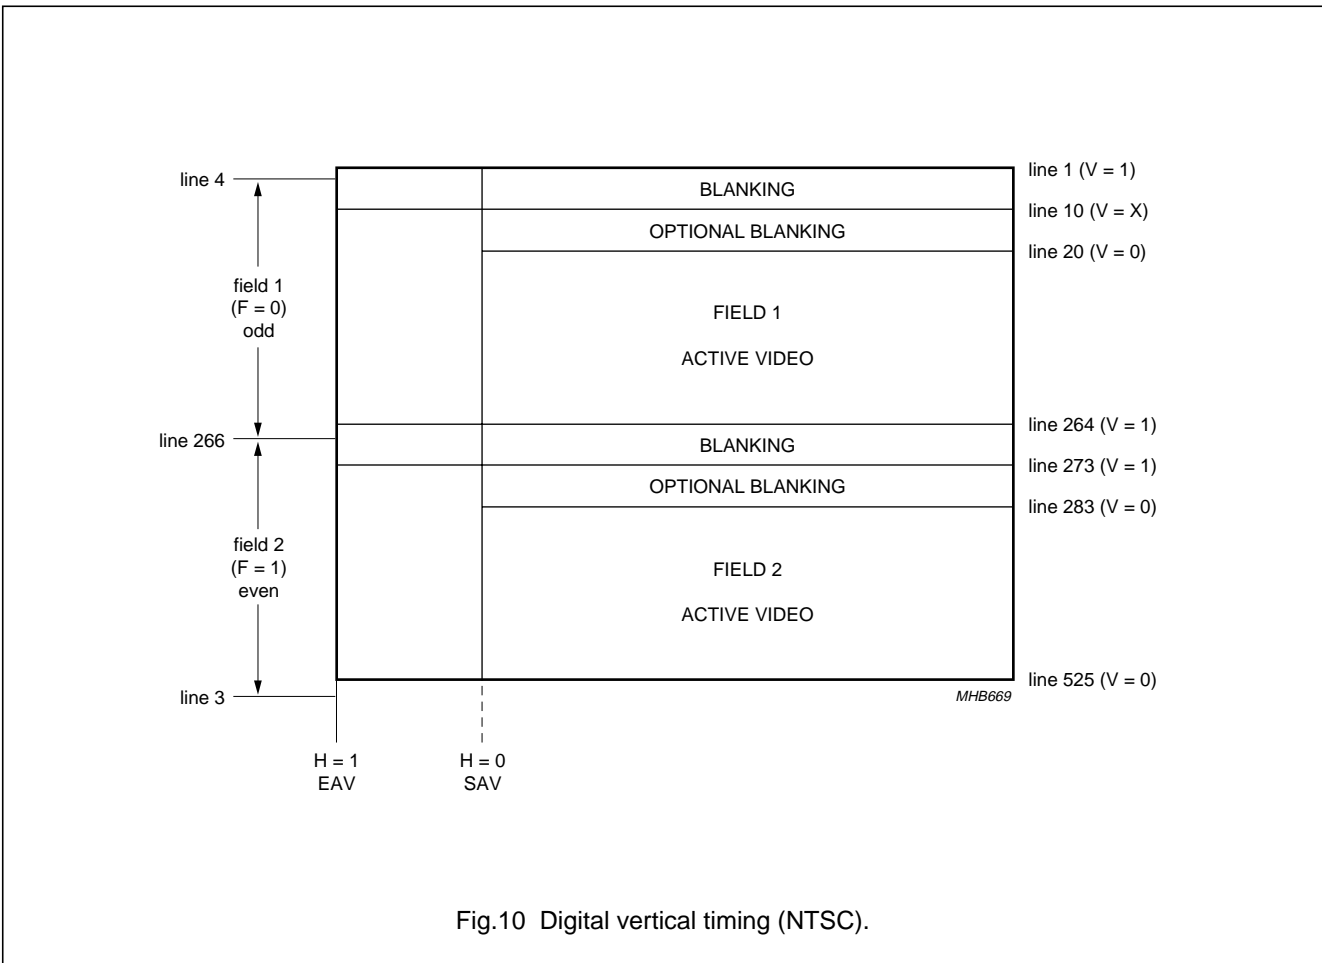 line 4
line 1 (V = 1)
BLANKING
line 10 (V = X)
OPTIONAL BLANKING
line 20 (V = 0)
field 1
(F = 0)
odd
FIELD 1
ACTIVE VIDEO
line 264 (V = 1)
line 266
BLANKING
line 273 (V = 1)
OPTIONAL BLANKING
line 283 (V = 0)
field 2
(F = 1)
even
FIELD 2
ACTIVE VIDEO
line 525 (V = 0)
line 3
MHB669
H = 1
EAV
H = 0
SAV
Fig.10 Digital vertical timing (NTSC).